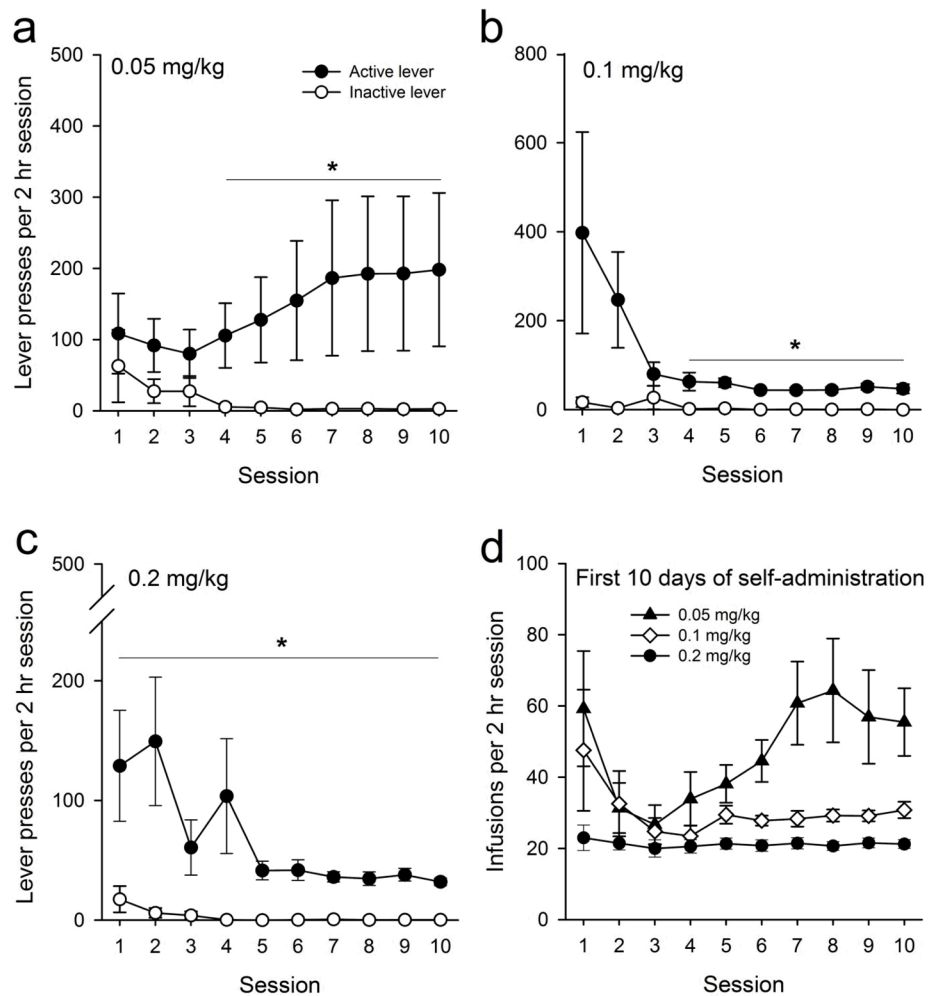 a
0.05 mg/kg
Active lever
Inactive lever
*
Lever presses per 2 hr session
500
400
300
200
100
0
1 2 3 4 5 6 7 8 9 10
Session
b
0.1 mg/kg
*
800
600
400
200
0
1 2 3 4 5 6 7 8 9 10
Session
c
0.2 mg/kg
*
Lever presses per 2 hr session
500
200
100
0
1 2 3 4 5 6 7 8 9 10
Session
d
First 10 days of self-administration
0.05 mg/kg
0.1 mg/kg
0.2 mg/kg
Infusions per 2 hr session
100
80
60
40
20
0
1 2 3 4 5 6 7 8 9 10
Session